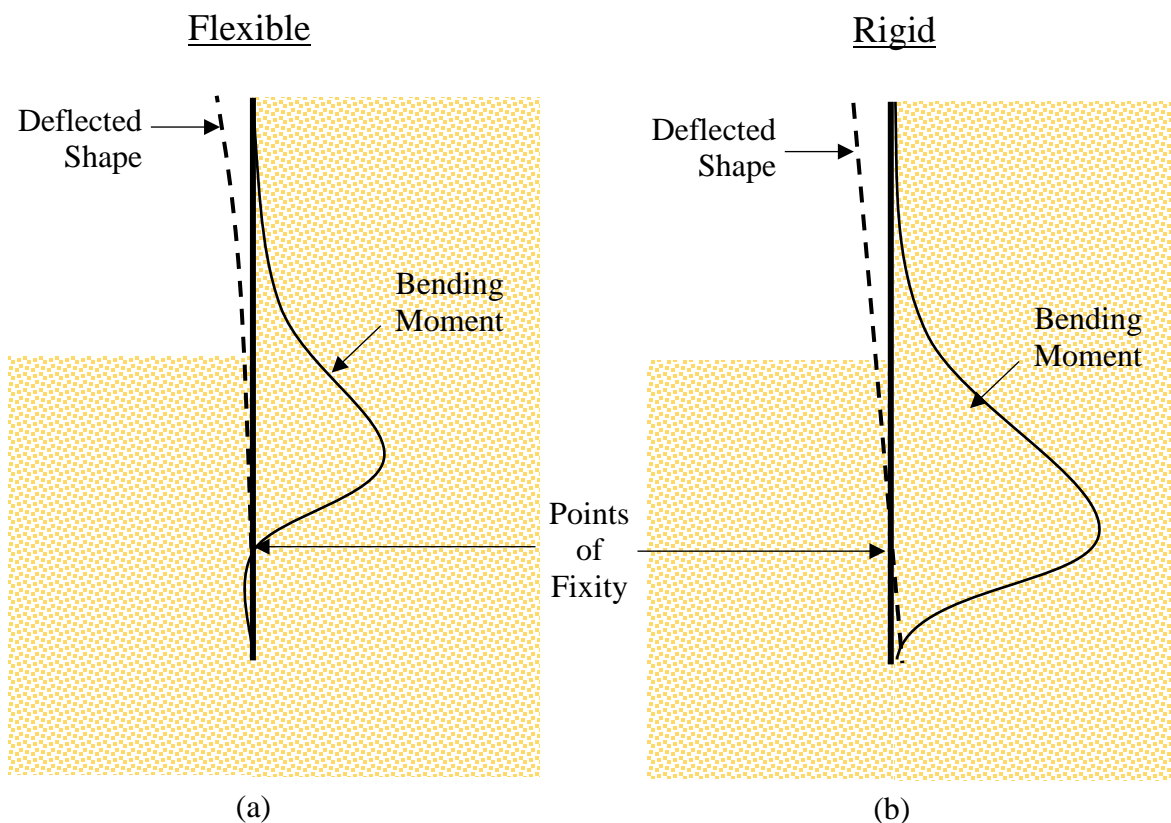 Flexible
Rigid
Deflected
Shape
Deflected
Shape
Bending
Moment
Bending
Moment
Points
of
Fixity
(a)
(b)